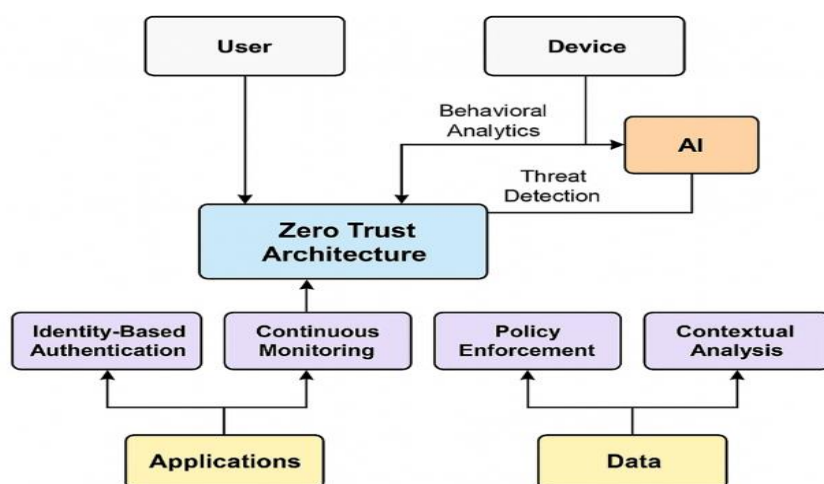 User
Device
Behavioral
Analytics
AI
Threat
Detection
Zero Trust
Architecture
Identity-Based
Authentication
Continuous
Monitoring
Policy
Enforcement
Contextual
Analysis
Applications
Data